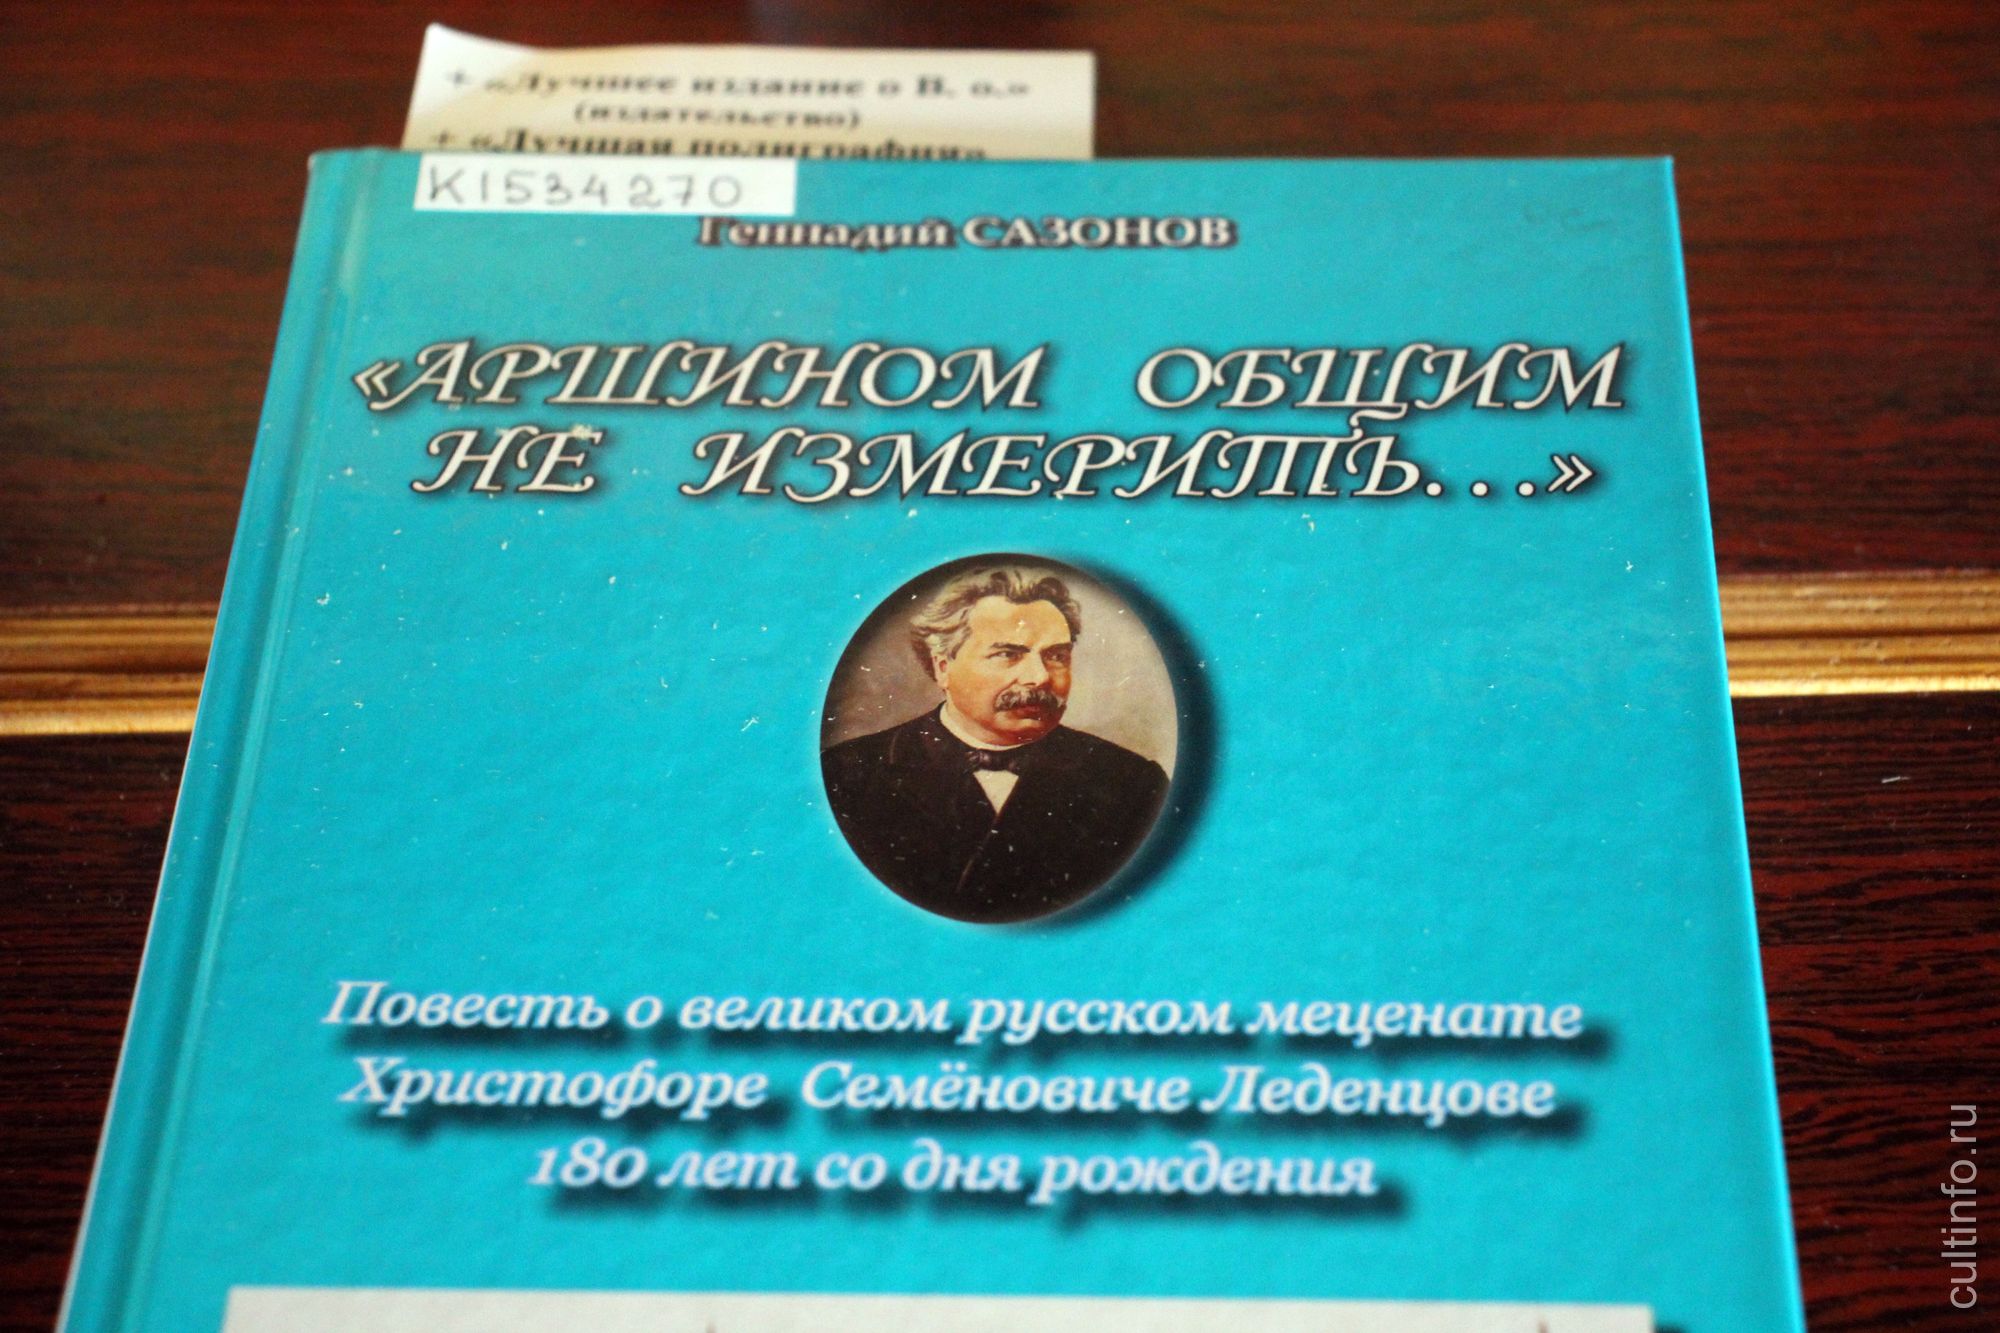 + «Лучшее издание о В. о.»
(издательство)
+ «Лучшая полиграфия»
К1534270
Геннадий САЗОНОВ
«АРШИНОМ ОБЩИМ
НЕ ИЗМЕРИТЬ...»
Повесть о великом русском меценате
Христофоре Семёновиче Леденцове
180 лет со дня рождения
cultinfo.ru